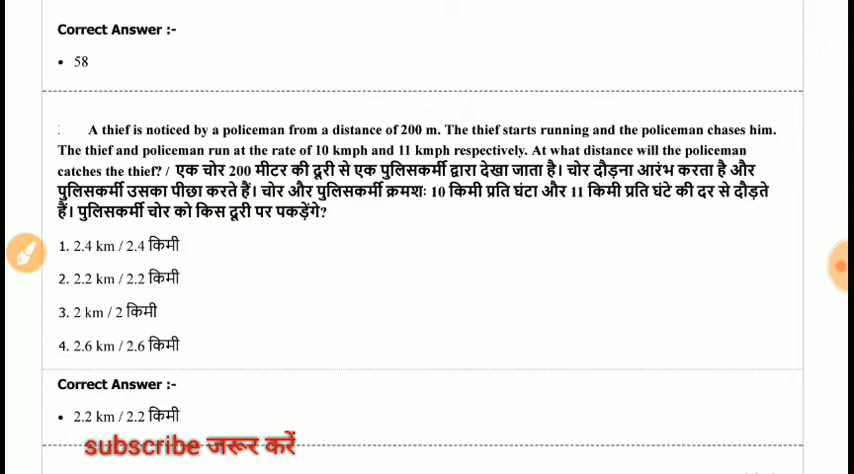 Correct Answer :-
• 58
A thief is noticed by a policeman from a distance of 200 m. The thief starts running and the policeman chases him.
The thief and policeman run at the rate of 10 kmph and 11 kmph respectively. At what distance will the policeman
catches the thief? / एक चोर 200 मीटर की दूरी से एक पुलिसकर्मी द्वारा देखा जाता है। चोर दौड़ना आरंभ करता है और
पुलिसकर्मी उसका पीछा करते हैं। चोर और पुलिसकर्मी क्रमशः 10 किमी प्रति घंटा और 11 किमी प्रति घंटे की दर से दौड़ते
हैं। पुलिसकर्मी चोर को किस दूरी पर पकड़ेंगे?
1. 2.4 km / 2.4 किमी
2. 2.2 km / 2.2 किमी
3. 2 km / 2 किमी
4. 2.6 km / 2.6 किमी
Correct Answer :-
• 2.2 km / 2.2 किमी
subscribe जरूर करें